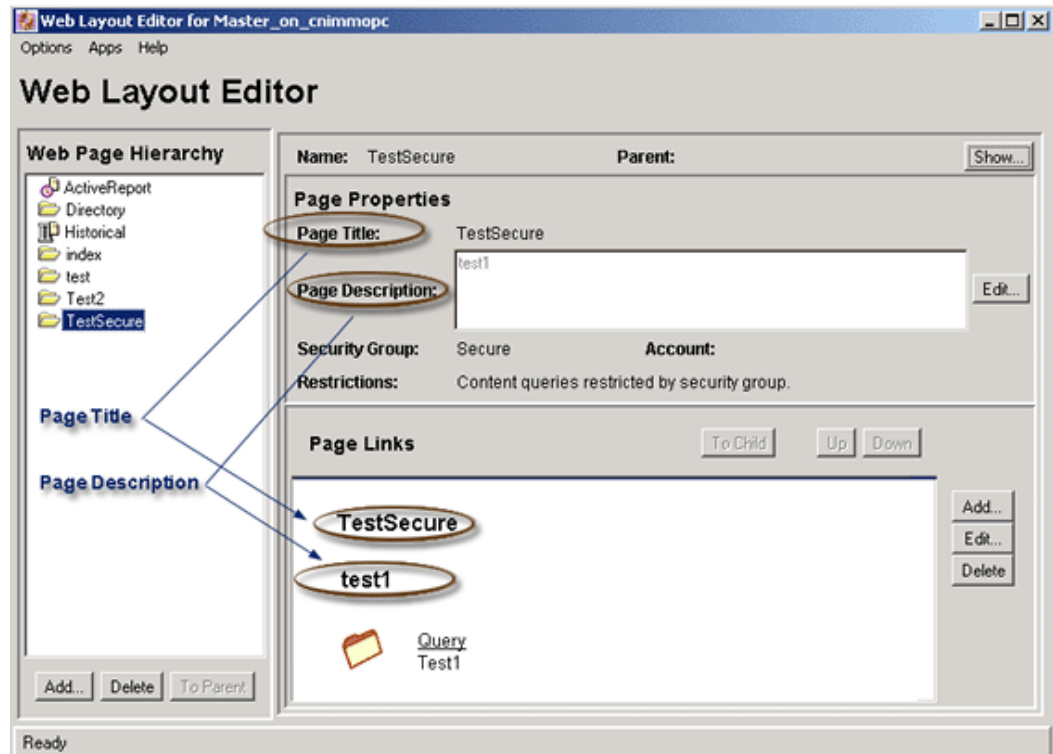 Web Layout Editor for Master_on_cnimmopc
Options Apps Help
Web Layout Editor
Web Page Hierarchy
ActiveReport
Directory
Historical
index
test
Test2
TestSecure
Page Title
Page Description
Add... Delete To Parent
Name: TestSecure Parent: Show...
Page Properties
Page Title: TestSecure
Page Description: test1 Edit...
Security Group: Secure Account:
Restrictions: Content queries restricted by security group.
Page Links To Child Up Down
TestSecure
test1
Query
Test1
Add...
Edit...
Delete
Ready